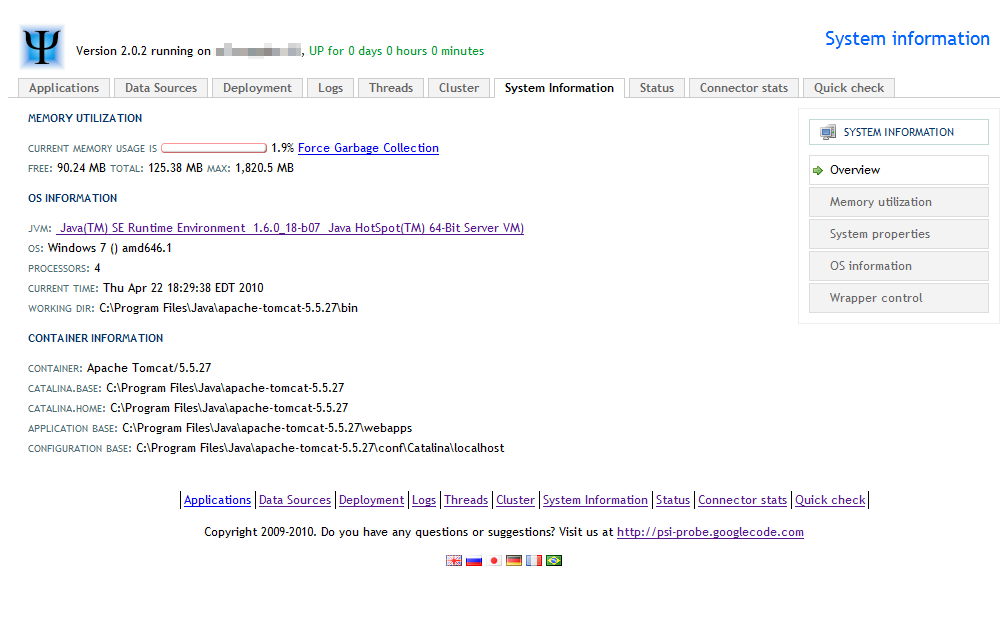 System information
Version 2.0.2 running on , UP for 0 days 0 hours 0 minutes
Applications Data Sources Deployment Logs Threads Cluster System Information Status Connector stats Quick check
MEMORY UTILIZATION
CURRENT MEMORY USAGE IS 1.9% Force Garbage Collection
FREE: 90.24 MB TOTAL: 125.38 MB MAX: 1,820.5 MB
OS INFORMATION
JVM: Java(TM) SE Runtime Environment 1.6.0_18-b07 Java HotSpot(TM) 64-Bit Server VM)
OS: Windows 7 () amd646.1
PROCESSORS: 4
CURRENT TIME: Thu Apr 22 18:29:38 EDT 2010
WORKING DIR: C:\Program Files\Java\apache-tomcat-5.5.27\bin
CONTAINER INFORMATION
CONTAINER: Apache Tomcat/5.5.27
CATALINA.BASE: C:\Program Files\Java\apache-tomcat-5.5.27
CATALINA.HOME: C:\Program Files\Java\apache-tomcat-5.5.27
APPLICATION BASE: C:\Program Files\Java\apache-tomcat-5.5.27\webapps
CONFIGURATION BASE: C:\Program Files\Java\apache-tomcat-5.5.27\conf\Catalina\localhost
SYSTEM INFORMATION
Overview
Memory utilization
System properties
OS information
Wrapper control
Applications Data Sources Deployment Logs Threads Cluster System Information Status Connector stats Quick check
Copyright 2009-2010. Do you have any questions or suggestions? Visit us at http://psi-probe.googlecode.com